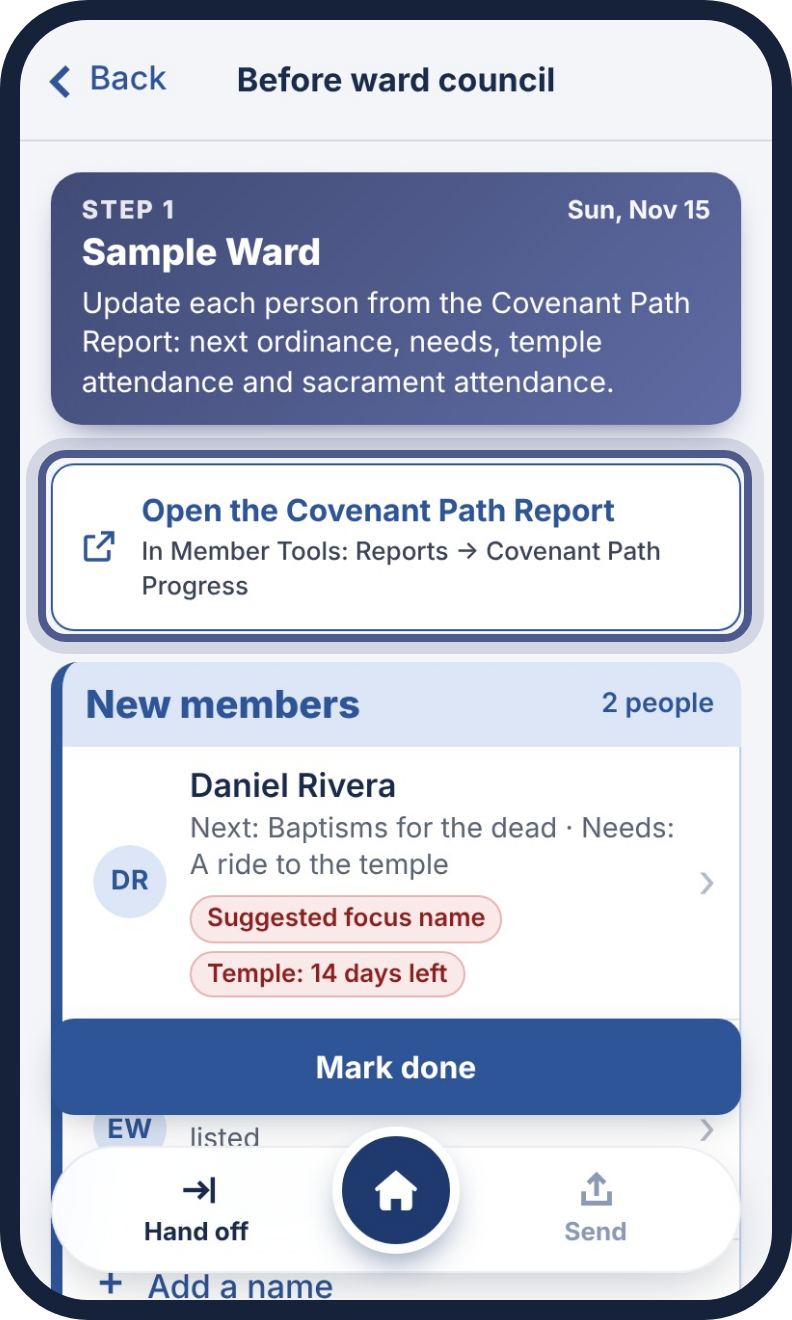 Back
Before ward council
STEP 1
Sun, Nov 15
Sample Ward
Update each person from the Covenant Path
Report: next ordinance, needs, temple
attendance and sacrament attendance.
Open the Covenant Path Report
In Member Tools: Reports → Covenant Path
Progress
New members
2 people
Daniel Rivera
Next: Baptisms for the dead · Needs:
A ride to the temple
DR
Suggested focus name
Temple: 14 days left
Mark done
EW
listed
Hand off
Send
+ Add a name